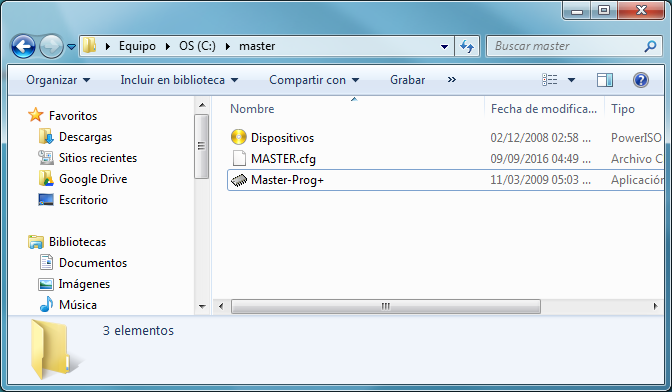 Equipo OS (C:) master
Buscar master
Organizar Incluir en biblioteca Compartir con Grabar »
Nombre Fecha de modifica... Tipo
Favoritos
Descargas
Sitios recientes
Google Drive
Escritorio
Bibliotecas
Documentos
Imágenes
Música
Dispositivos 02/12/2008 02:58 ... PowerISO
MASTER.cfg 09/09/2016 04:49 ... Archivo C
Master-Prog+ 11/03/2009 05:03 ... Aplicación
3 elementos